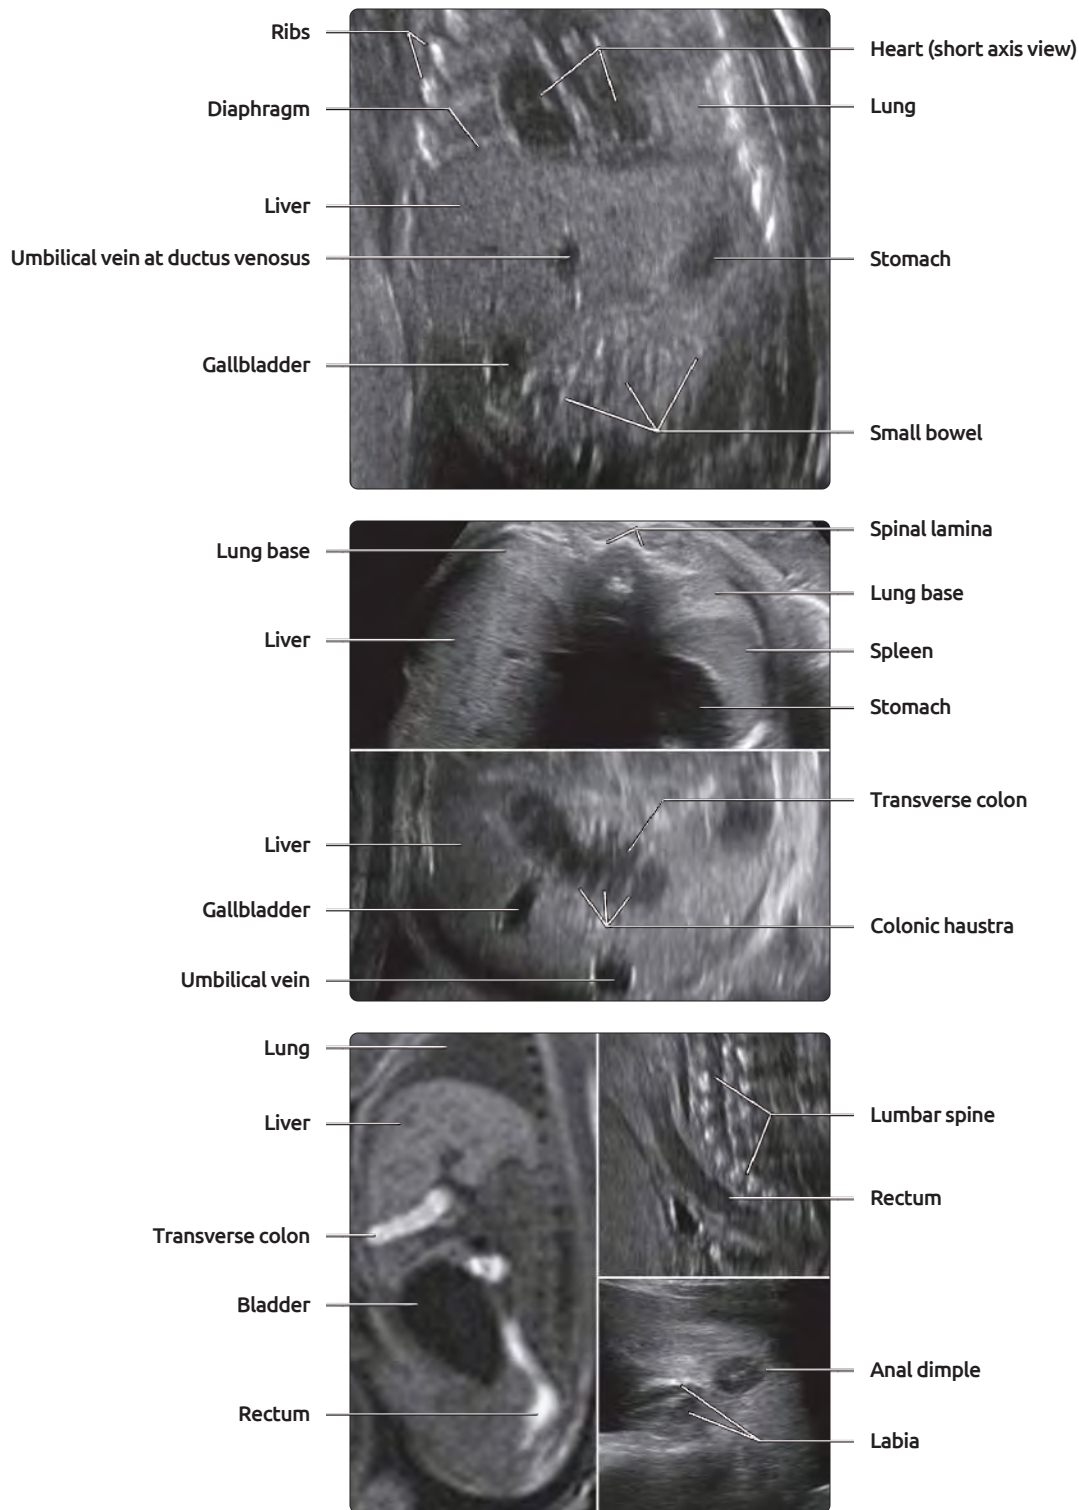 Ribs
Heart (short axis view)
Lung
Diaphragm
Liver
Umbilical vein at ductus venosus
Stomach
Gallbladder
Small bowel
Spinal lamina
Lung base
Lung base
Liver
Spleen
Stomach
Transverse colon
Liver
Gallbladder
Colonic haustra
Umbilical vein
Lung
Liver
Lumbar spine
Rectum
Transverse colon
Bladder
Anal dimple
Rectum
Labia